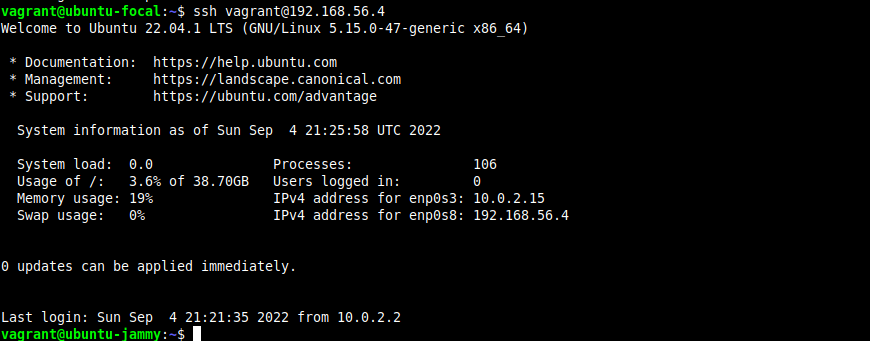 vagrant@ubuntu-focal:~$ ssh vagrant@192.168.56.4
Welcome to Ubuntu 22.04.1 LTS (GNU/Linux 5.15.0-47-generic x86_64)
* Documentation:  https://help.ubuntu.com
* Management:     https://landscape.canonical.com
* Support:        https://ubuntu.com/advantage
System information as of Sun Sep  4 21:25:58 UTC 2022
System load:  0.0               Processes:               106
Usage of /:   3.6% of 38.70GB   Users logged in:         0
Memory usage: 19%               IPv4 address for enp0s3: 10.0.2.15
Swap usage:   0%                IPv4 address for enp0s8: 192.168.56.4
0 updates can be applied immediately.
Last login: Sun Sep  4 21:21:35 2022 from 10.0.2.2
vagrant@ubuntu-jammy:~$